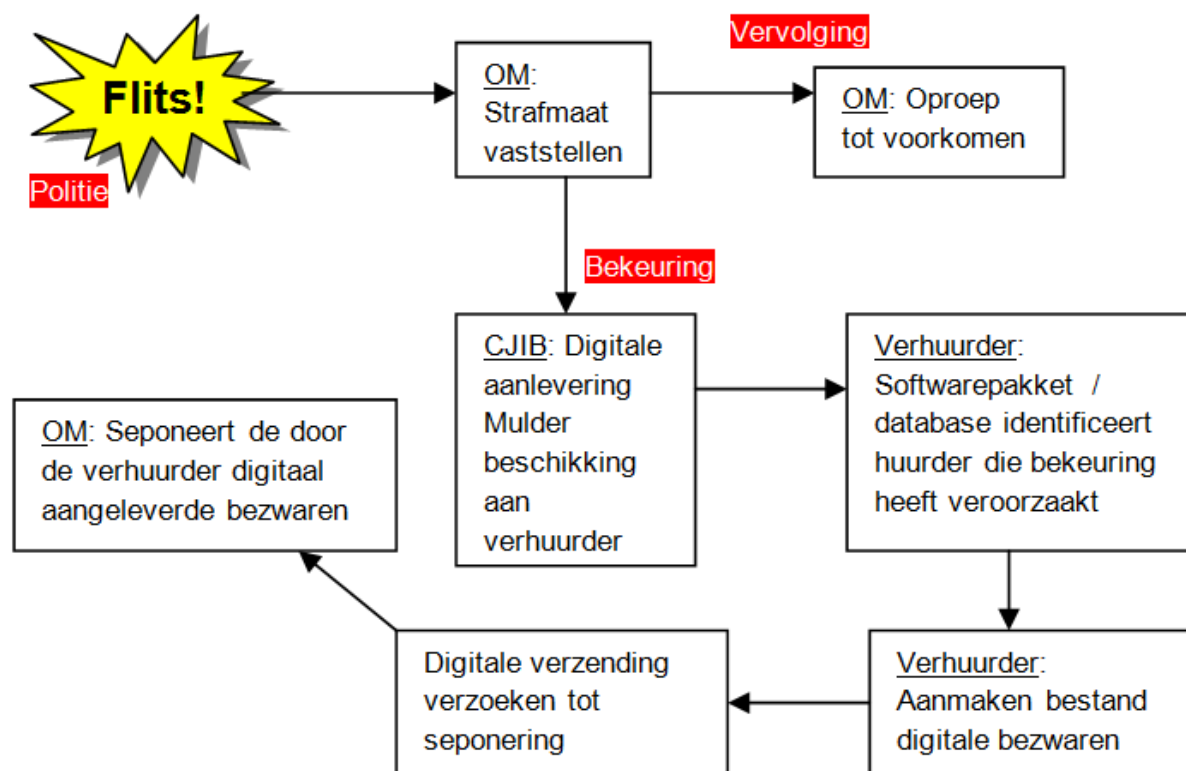 Flits!
Politie
OM:
Strafmaat
vaststellen
Vervolging
OM: Oproep
tot voorkomen
Bekeuring
CJIB: Digitale
aanlevering
Mulder
beschikking
aan
verhuurder
Verhuurder:
Softwarepakket /
database identificeert
huurder die bekeuring
heeft veroorzaakt
Verhuurder:
Aanmaken bestand
digitale bezwaren
Digitale verzending
verzoeken tot
seponering
OM: Seponeert de door
de verhuurder digitaal
aangeleverde bezwaren